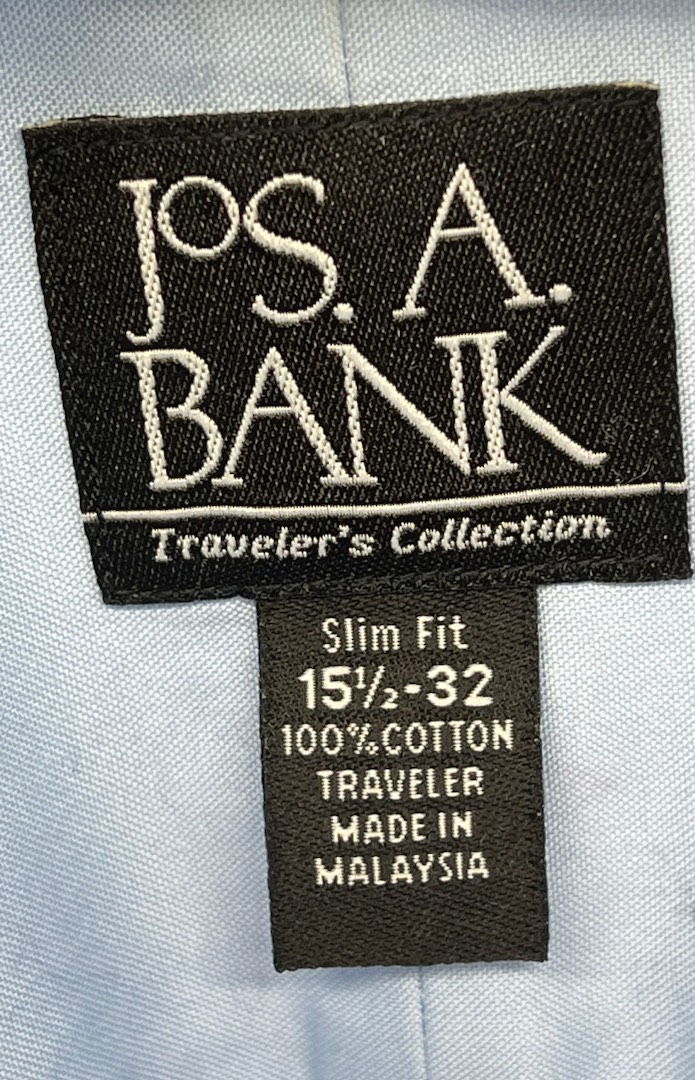 JOS. A.
BANK
Traveler's Collection
Slim Fit
15½-32
100% COTTON
TRAVELER
MADE IN
MALAYSIA